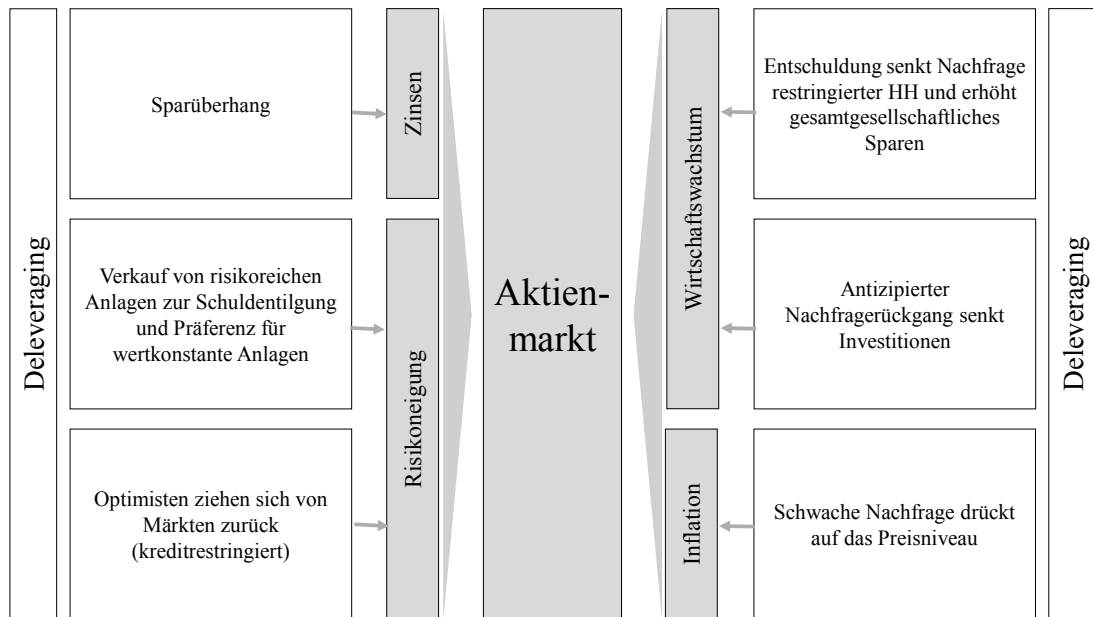 Deleveraging
Sparüberhang
Verkauf von risikoreichen
Anlagen zur Schuldentilgung
und Präferenz für
wertkonstante Anlagen
Optimisten ziehen sich von
Märkten zurück
(kreditrestringiert)
Zinsen
Risikoneigung
Aktien-
markt
Wirtschaftswachstum
Inflation
Entschuldung senkt Nachfrage
restringierter HH und erhöht
gesamtgesellschaftliches
Sparen
Antizipierter
Nachfragerückgang senkt
Investitionen
Schwache Nachfrage drückt
auf das Preisniveau
Deleveraging